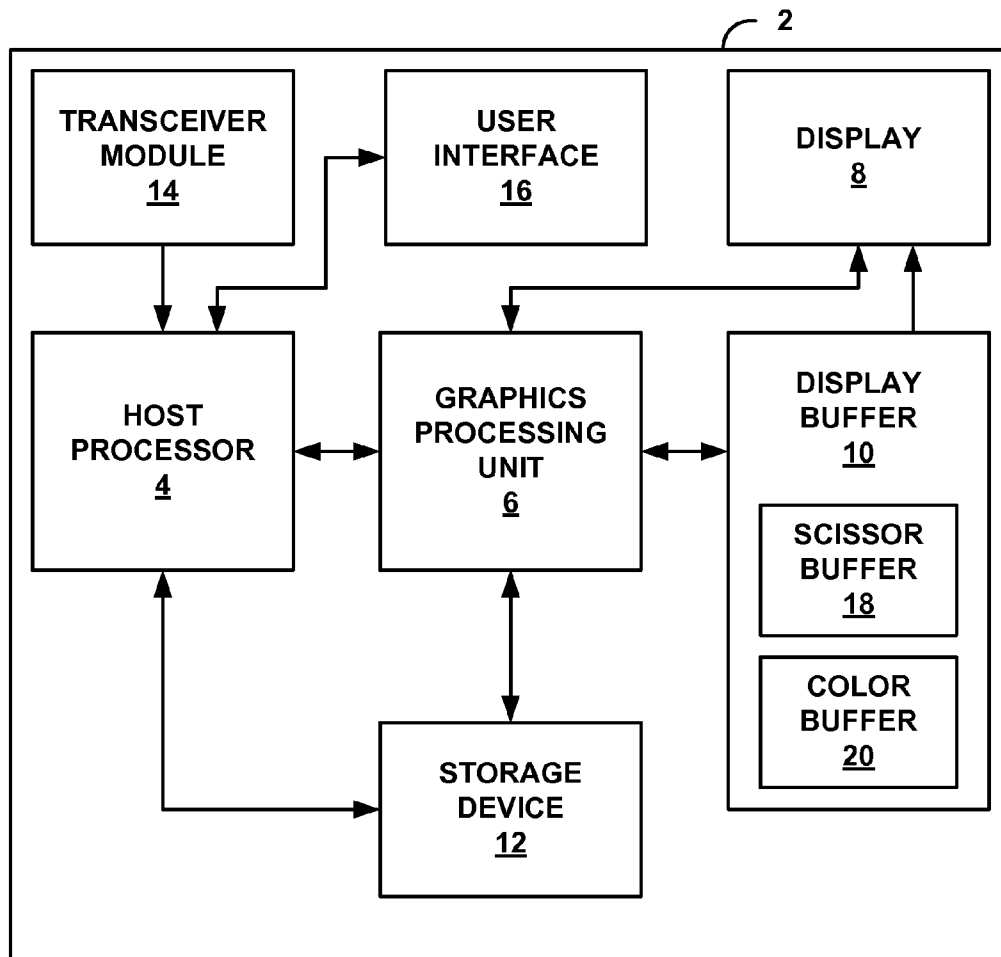 2
TRANSCEIVER
MODULE
14
USER
INTERFACE
16
DISPLAY
8
HOST
PROCESSOR
4
GRAPHICS
PROCESSING
UNIT
6
DISPLAY
BUFFER
10
SCISSOR
BUFFER
18
COLOR
BUFFER
20
STORAGE
DEVICE
12